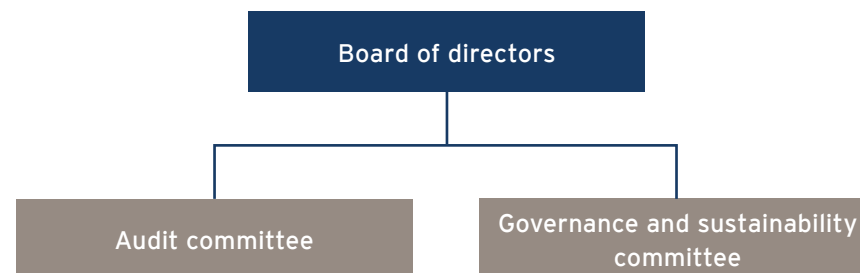 Board of directors
Audit committee
Governance and sustainability
committee